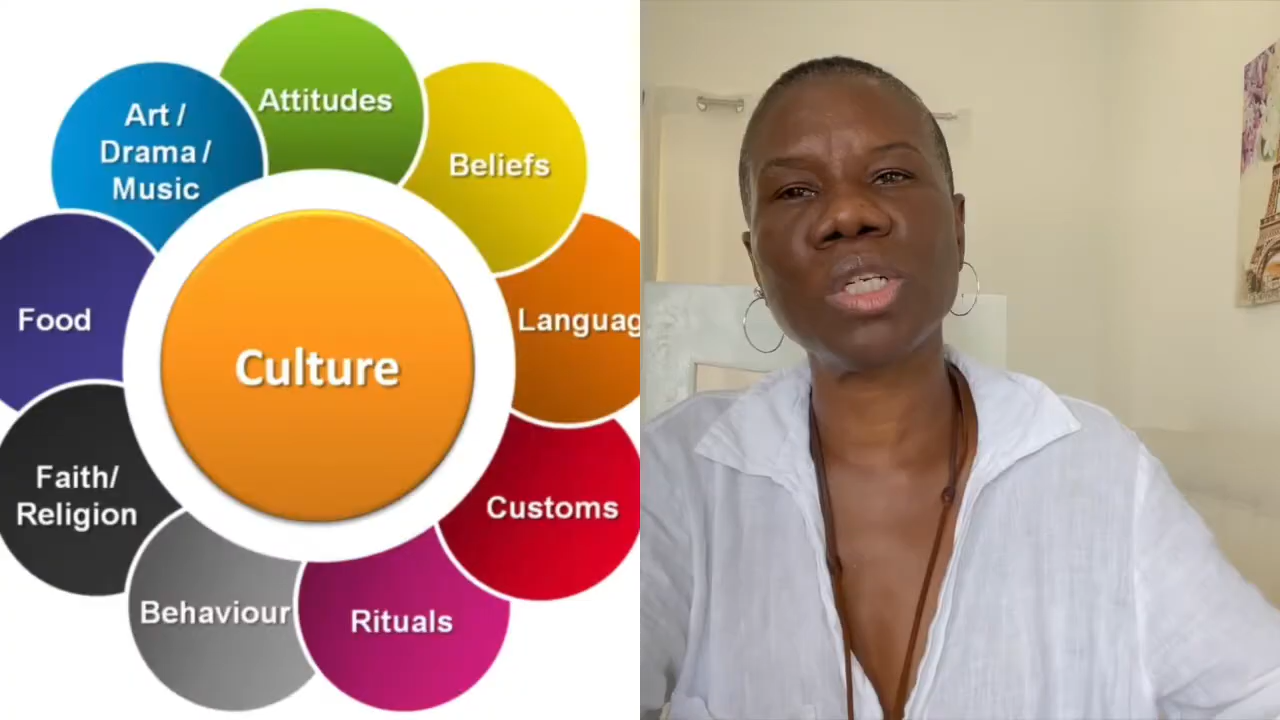 Attitudes
Art /
Drama /
Music
Beliefs
Food
Languag
Culture
Faith/
Religion
Customs
Behaviour
Rituals